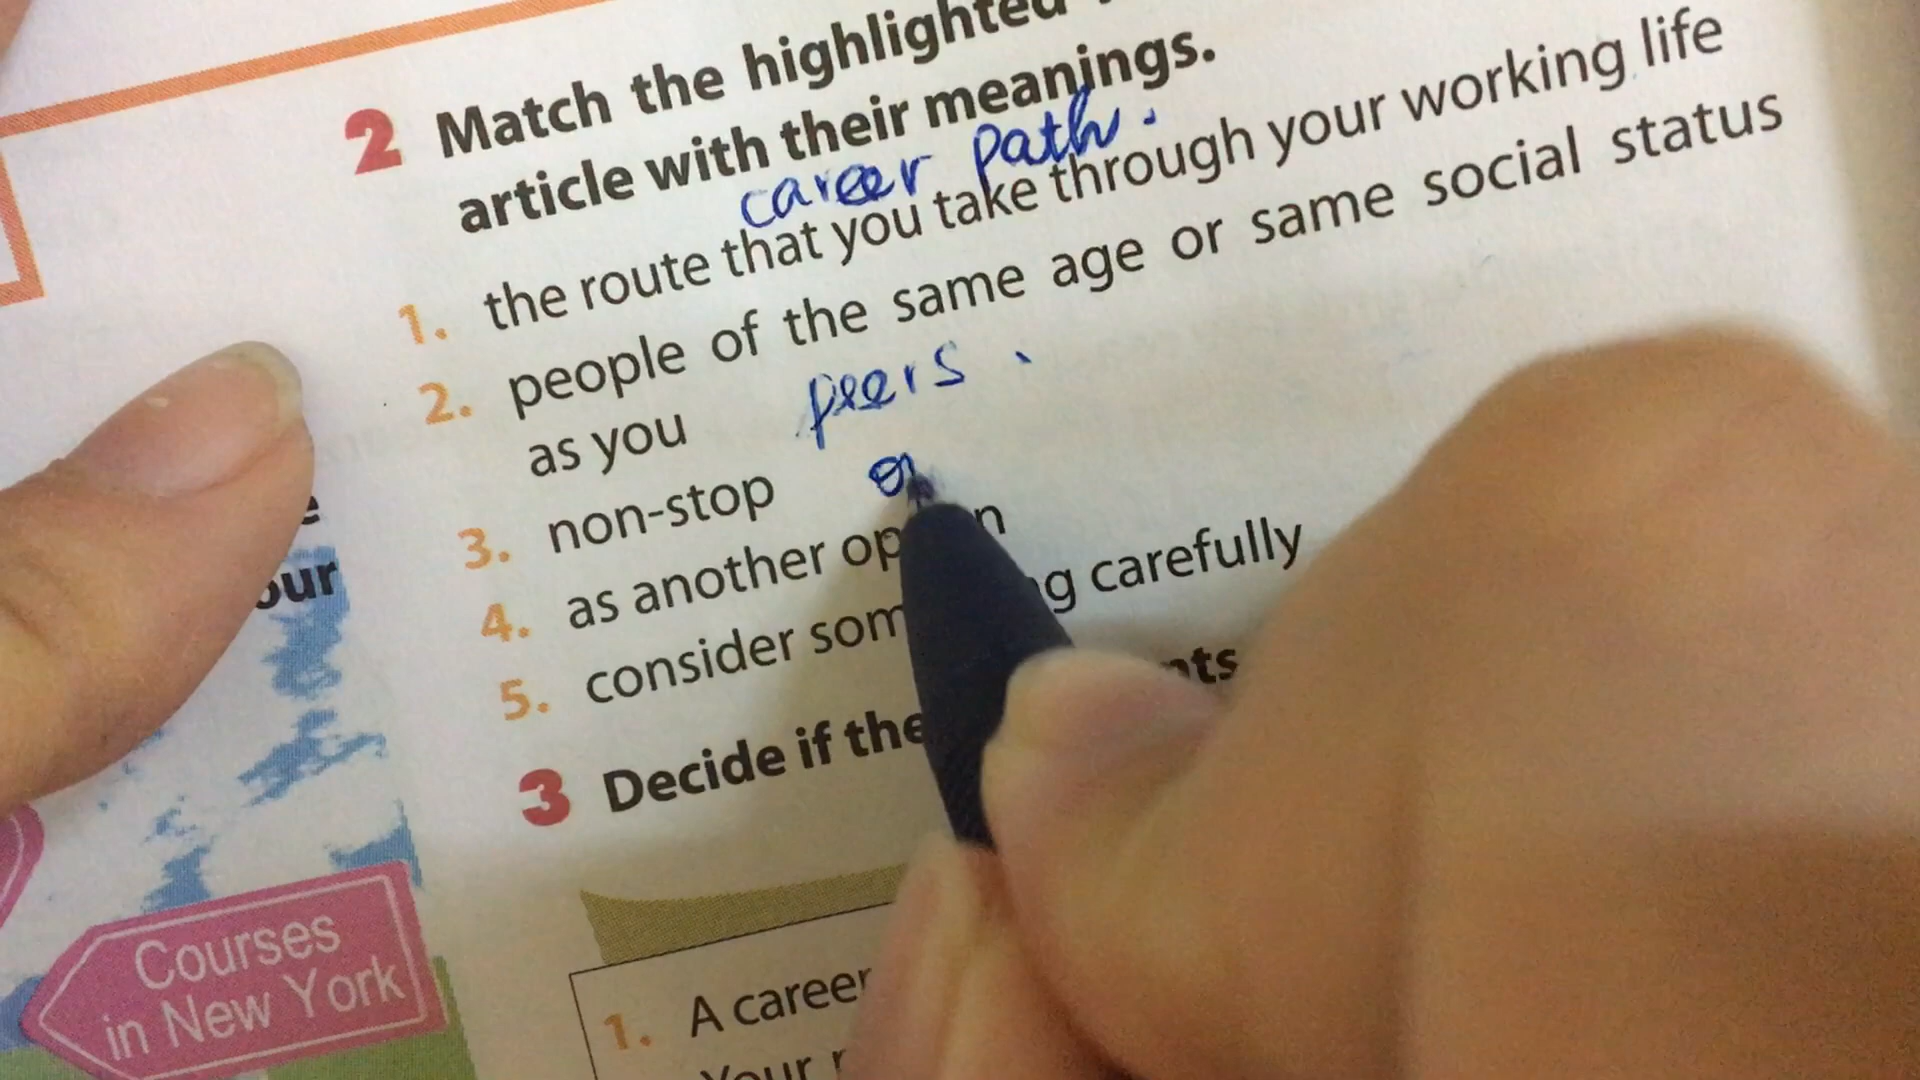 2 Match the highlighted
article with their meanings.
career path.
1. the route that you take through your working life
2. people of the same age or same social status
as you peers.
3. non-stop
4. as another
5. consider carefully
our
3 Decide if the
Courses
in New York
1. A career
Your